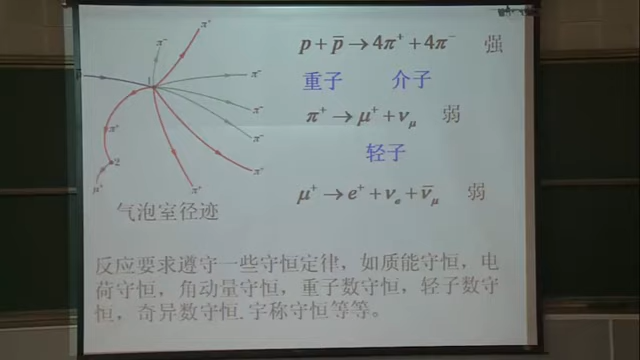 p + p̄ → 4π⁺ + 4π⁻ 强
重子 介子
π⁺ → μ⁺ + ν_μ 弱
轻子
μ⁺ → e⁺ + ν_e + ν̄_μ 弱
π⁺
π⁻
π⁻
π⁻
π⁻
π⁺
π⁺
π⁺
1
2
μ⁺
气泡室径迹
反应要求遵守一些守恒定律，如质能守恒，电
荷守恒，角动量守恒，重子数守恒，轻子数守
恒，奇异数守恒.宇称守恒等等。